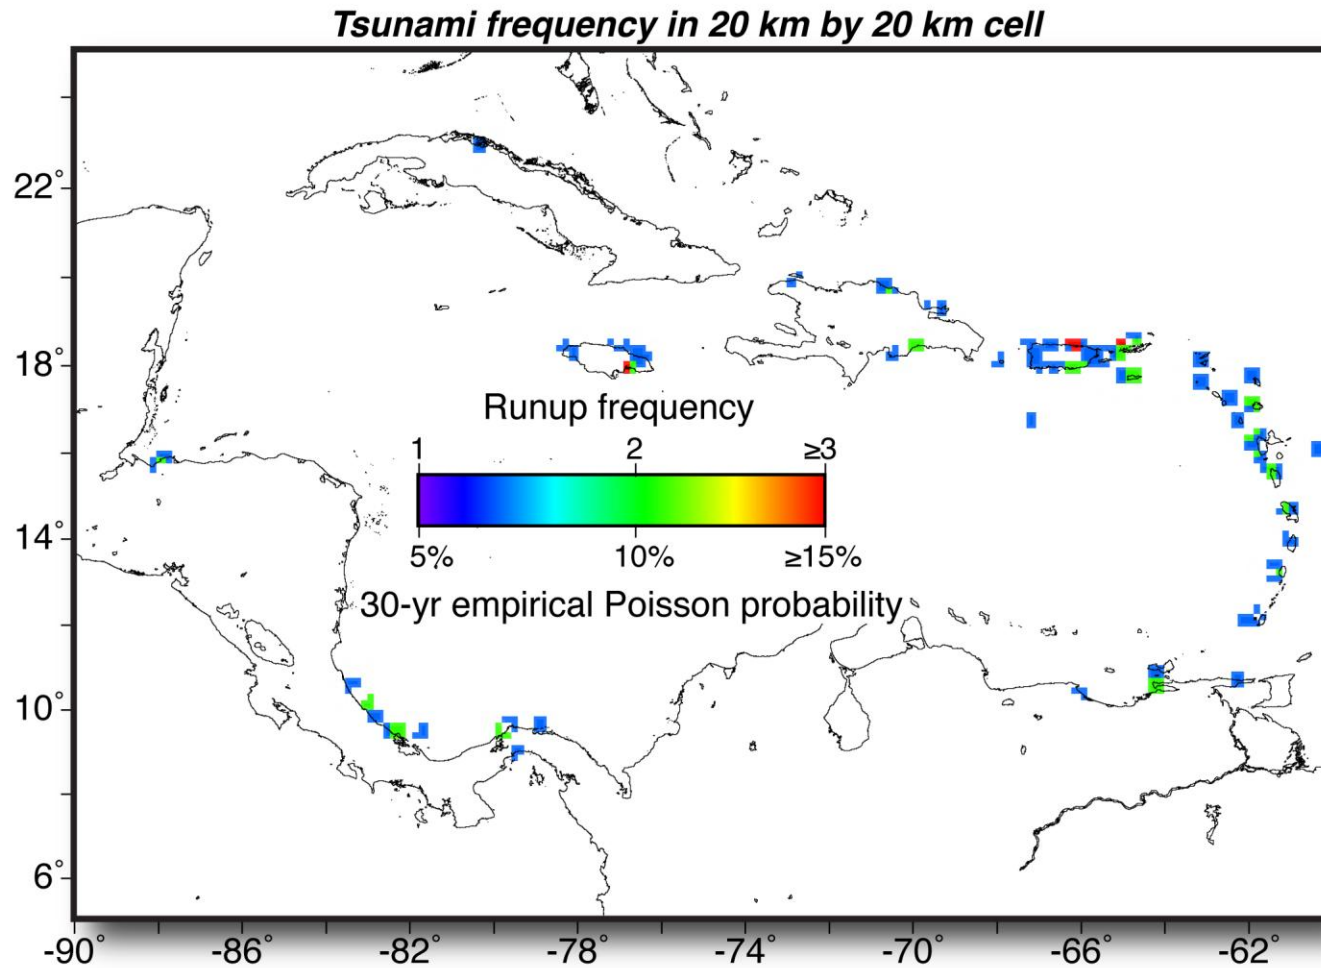 Tsunami frequency in 20 km by 20 km cell
22°
18°
14°
10°
6°
Runup frequency
1 2 ≥3
5% 10% ≥15%
30-yr empirical Poisson probability
-90° -86° -82° -78° -74° -70° -66° -62°